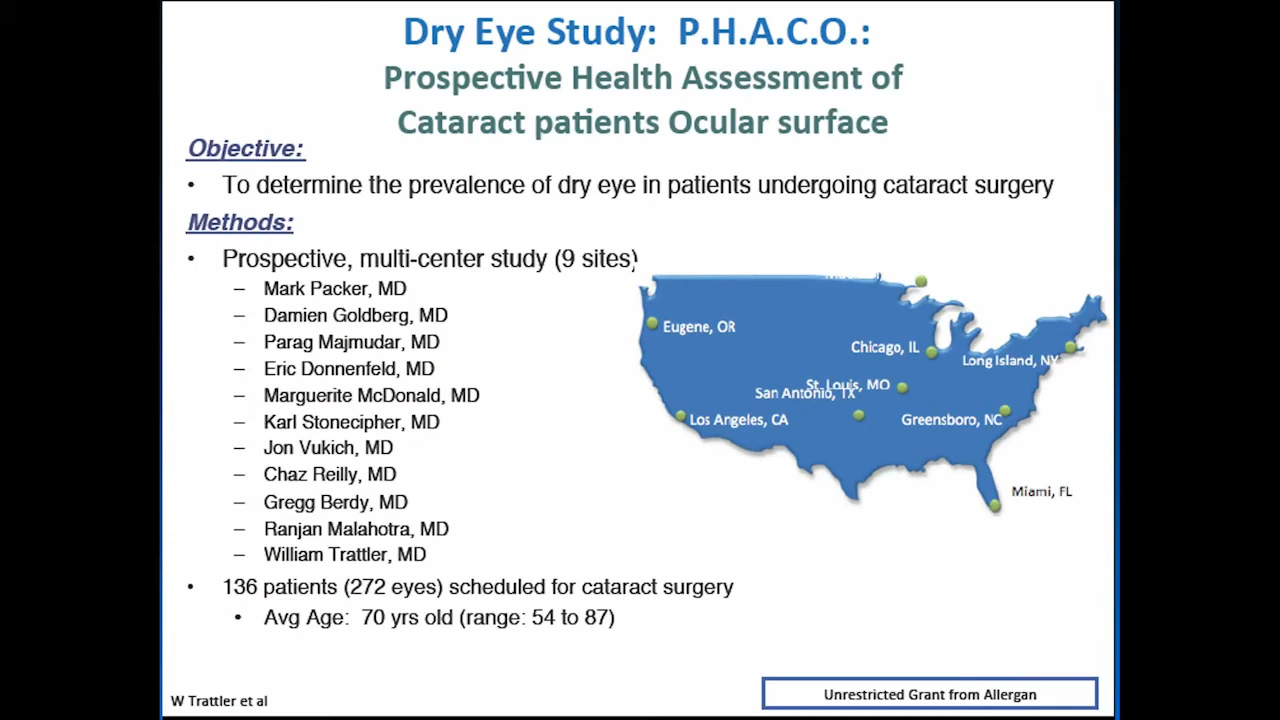 Dry Eye Study: P.H.A.C.O.:
Prospective Health Assessment of
Cataract patients Ocular surface
Objective:
• To determine the prevalence of dry eye in patients undergoing cataract surgery
Methods:
• Prospective, multi-center study (9 sites)
– Mark Packer, MD
– Damien Goldberg, MD
– Parag Majmudar, MD
– Eric Donnenfeld, MD
– Marguerite McDonald, MD
– Karl Stonecipher, MD
– Jon Vukich, MD
– Chaz Reilly, MD
– Gregg Berdy, MD
– Ranjan Malahotra, MD
– William Trattler, MD
• 136 patients (272 eyes) scheduled for cataract surgery
• Avg Age: 70 yrs old (range: 54 to 87)
Eugene, OR
Chicago, IL
Long Island, NY
St. Louis, MO
San Antonio, TX
Los Angeles, CA
Greensboro, NC
Miami, FL
W Trattler et al
Unrestricted Grant from Allergan